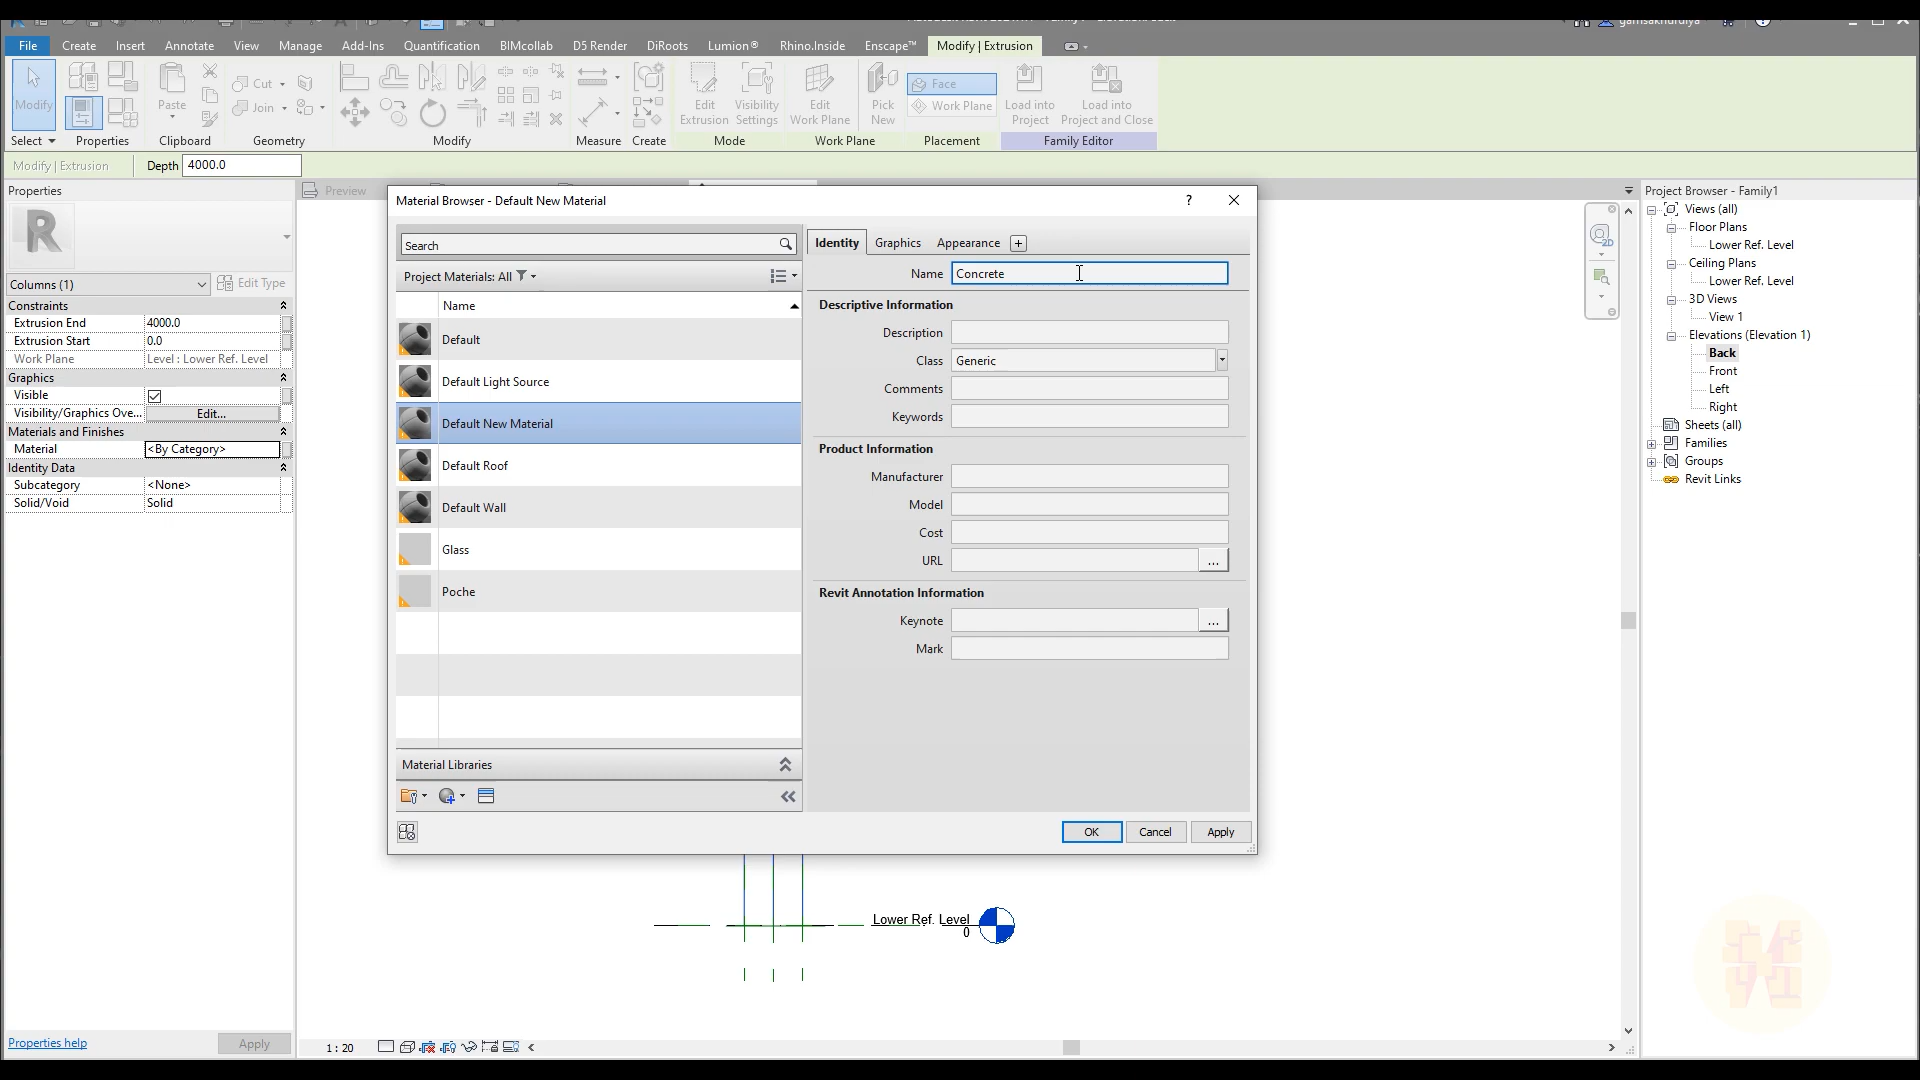 File Create Insert Annotate View Manage Add-Ins Quantification BIMcollab D5 Render DiRoots Lumion® Rhino.Inside Enscape™ Modify | Extrusion
Modify
Select
Properties
Paste
Clipboard
Cut
Join
Geometry
Modify
Measure
Create
Edit
Extrusion
Visibility
Settings
Mode
Edit
Work Plane
Work Plane
Pick
New
Face
Work Plane
Placement
Load into
Project
Load into
Project and Close
Family Editor
Modify | Extrusion
Depth 4000.0
Properties
R
Columns (1)
Edit Type
Constraints
Extrusion End 4000.0
Extrusion Start 0.0
Work Plane Level : Lower Ref. Level
Graphics
Visible
Visibility/Graphics Ove... Edit...
Materials and Finishes
Material <By Category>
Identity Data
Subcategory <None>
Solid/Void Solid
Properties help
Apply
Preview
Material Browser - Default New Material
?
Search
Project Materials: All
Name
Default
Default Light Source
Default New Material
Default Roof
Default Wall
Glass
Poche
Material Libraries
Identity Graphics Appearance
Name Concrete
Descriptive Information
Description
Class Generic
Comments
Keywords
Product Information
Manufacturer
Model
Cost
URL ...
Revit Annotation Information
Keynote ...
Mark
OK Cancel Apply
Lower Ref. Level
0
1 : 20
2D
Project Browser - Family1
Views (all)
Floor Plans
Lower Ref. Level
Ceiling Plans
Lower Ref. Level
3D Views
View 1
Elevations (Elevation 1)
Back
Front
Left
Right
Sheets (all)
Families
Groups
Revit Links